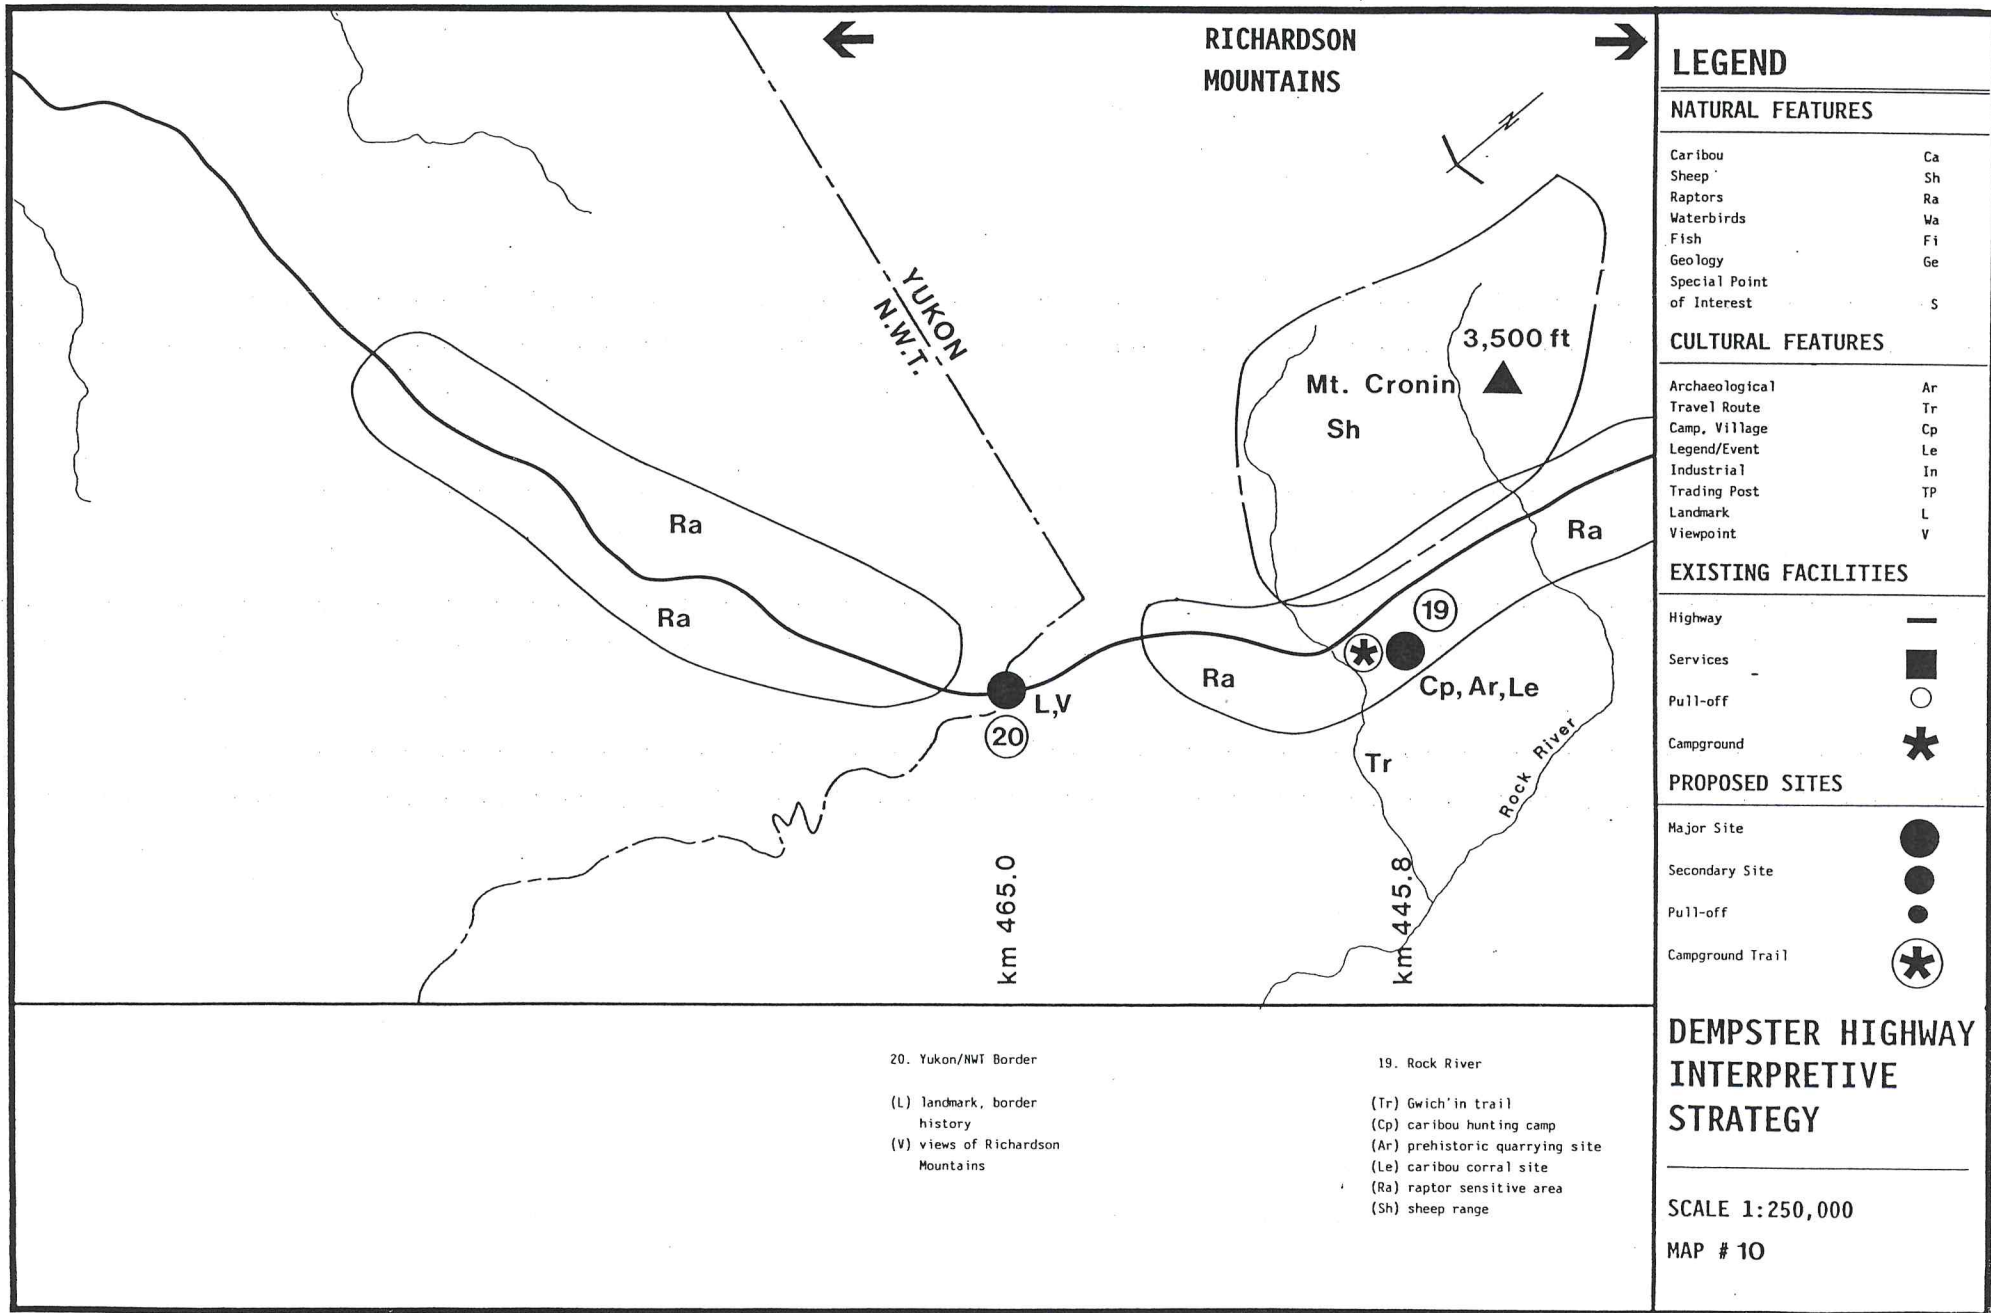 RICHARDSON
MOUNTAINS
N
YUKON
N.W.T.
3,500 ft
Mt. Cronin
Sh
Ra
Ra
Ra
Ra
19
Cp, Ar, Le
L,V
20
Tr
Rock River
km 465.0
km 445.8
20. Yukon/NWT Border
(L) landmark, border
history
(V) views of Richardson
Mountains
19. Rock River
(Tr) Gwich'in trail
(Cp) caribou hunting camp
(Ar) prehistoric quarrying site
(Le) caribou corral site
(Ra) raptor sensitive area
(Sh) sheep range
LEGEND
NATURAL FEATURES
Caribou Ca
Sheep Sh
Raptors Ra
Waterbirds Wa
Fish Fi
Geology Ge
Special Point
of Interest S
CULTURAL FEATURES
Archaeological Ar
Travel Route Tr
Camp, Village Cp
Legend/Event Le
Industrial In
Trading Post TP
Landmark L
Viewpoint V
EXISTING FACILITIES
Highway
Services
Pull-off
Campground
PROPOSED SITES
Major Site
Secondary Site
Pull-off
Campground Trail
DEMPSTER HIGHWAY
INTERPRETIVE
STRATEGY
SCALE 1:250,000
MAP # 10